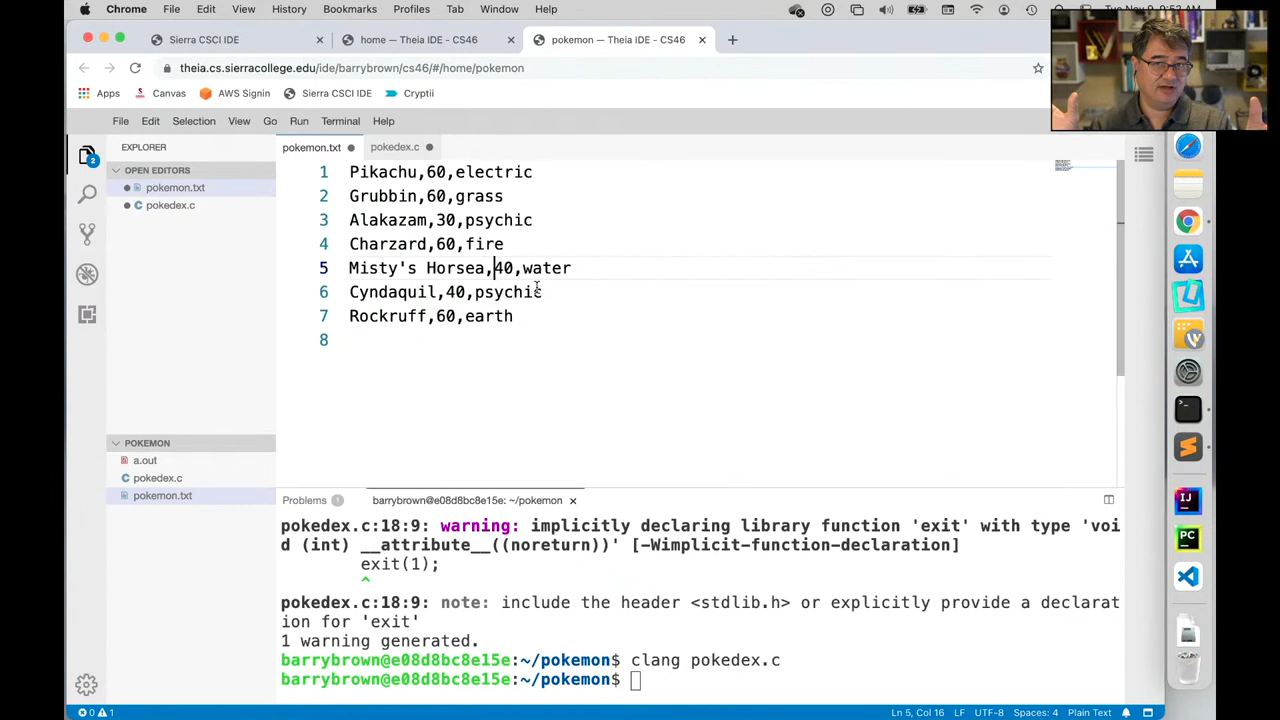 Chrome File Edit View History Bookmarks Profiles Tab Window Help
Sierra CSCI IDE
home — Theia IDE - CS46
pokemon — Theia IDE - CS46
theia.cs.sierracollege.edu/ide/barrybrown/cs46/#/home/pokemon
Apps Canvas AWS Signin Sierra CSCI IDE Cryptii
File Edit Selection View Go Run Terminal Help
EXPLORER
OPEN EDITORS
pokemon.txt
pokedex.c
POKEMON
a.out
pokedex.c
pokemon.txt
2
pokemon.txt pokedex.c
1 Pikachu,60,electric
2 Grubbin,60,grass
3 Alakazam,30,psychic
4 Charzard,60,fire
5 Misty's Horsea,40,water
6 Cyndaquil,40,psychic
7 Rockruff,60,earth
8
Problems 1 barrybrown@e08d8bc8e15e: ~/pokemon
pokedex.c:18:9: warning: implicitly declaring library function 'exit' with type 'voi
d (int) __attribute__((noreturn))' [-Wimplicit-function-declaration]
exit(1);
^
pokedex.c:18:9: note: include the header <stdlib.h> or explicitly provide a declarat
ion for 'exit'
1 warning generated.
barrybrown@e08d8bc8e15e:~/pokemon$ clang pokedex.c
barrybrown@e08d8bc8e15e:~/pokemon$
0 1 Ln 5, Col 16 LF UTF-8 Spaces: 4 Plain Text
IJ
PC